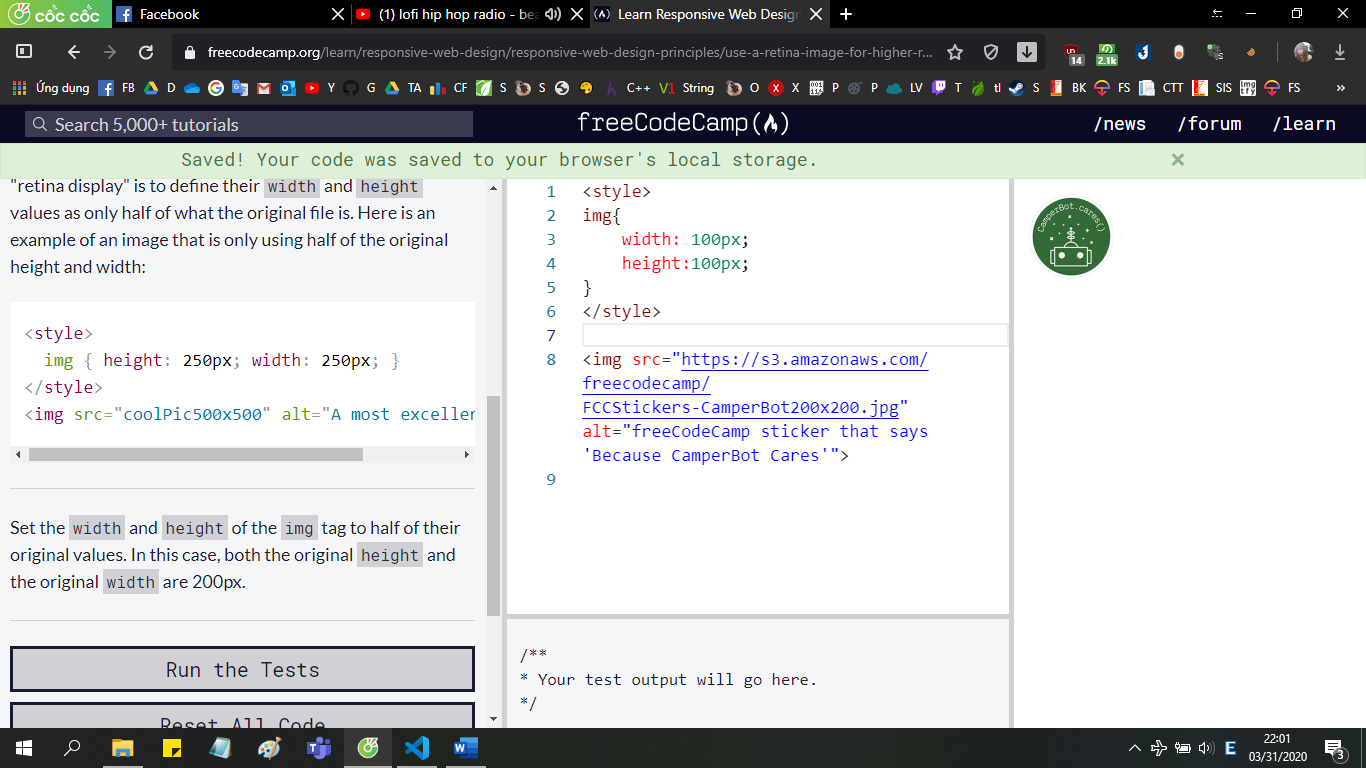 cốc cốc
Facebook
(1) lofi hip hop radio - bea
Learn Responsive Web Design
freecodecamp.org/learn/responsive-web-design/responsive-web-design-principles/use-a-retina-image-for-higher-r...
14
2.1k
Ứng dụng FB D G TA CF S S C++ V1 String O X P P LV T tl S BK FS CTT SIS FS »
Search 5,000+ tutorials
freeCodeCamp
/news /forum /learn
Saved! Your code was saved to your browser's local storage.
"retina display" is to define their width and height
values as only half of what the original file is. Here is an
example of an image that is only using half of the original
height and width:
<style>
img { height: 250px; width: 250px; }
</style>
<img src="coolPic500x500" alt="A most exceller
Set the width and height of the img tag to half of their
original values. In this case, both the original height and
the original width are 200px.
Run the Tests
Reset All Code
1 <style>
2 img{
3 width: 100px;
4 height:100px;
5 }
6 </style>
7
8 <img src="https://s3.amazonaws.com/
freecodecamp/
FCCStickers-CamperBot200x200.jpg"
alt="freeCodeCamp sticker that says
'Because CamperBot Cares'">
9
/**
* Your test output will go here.
*/
CamperBot.cares()
E
22:01
03/31/2020
3